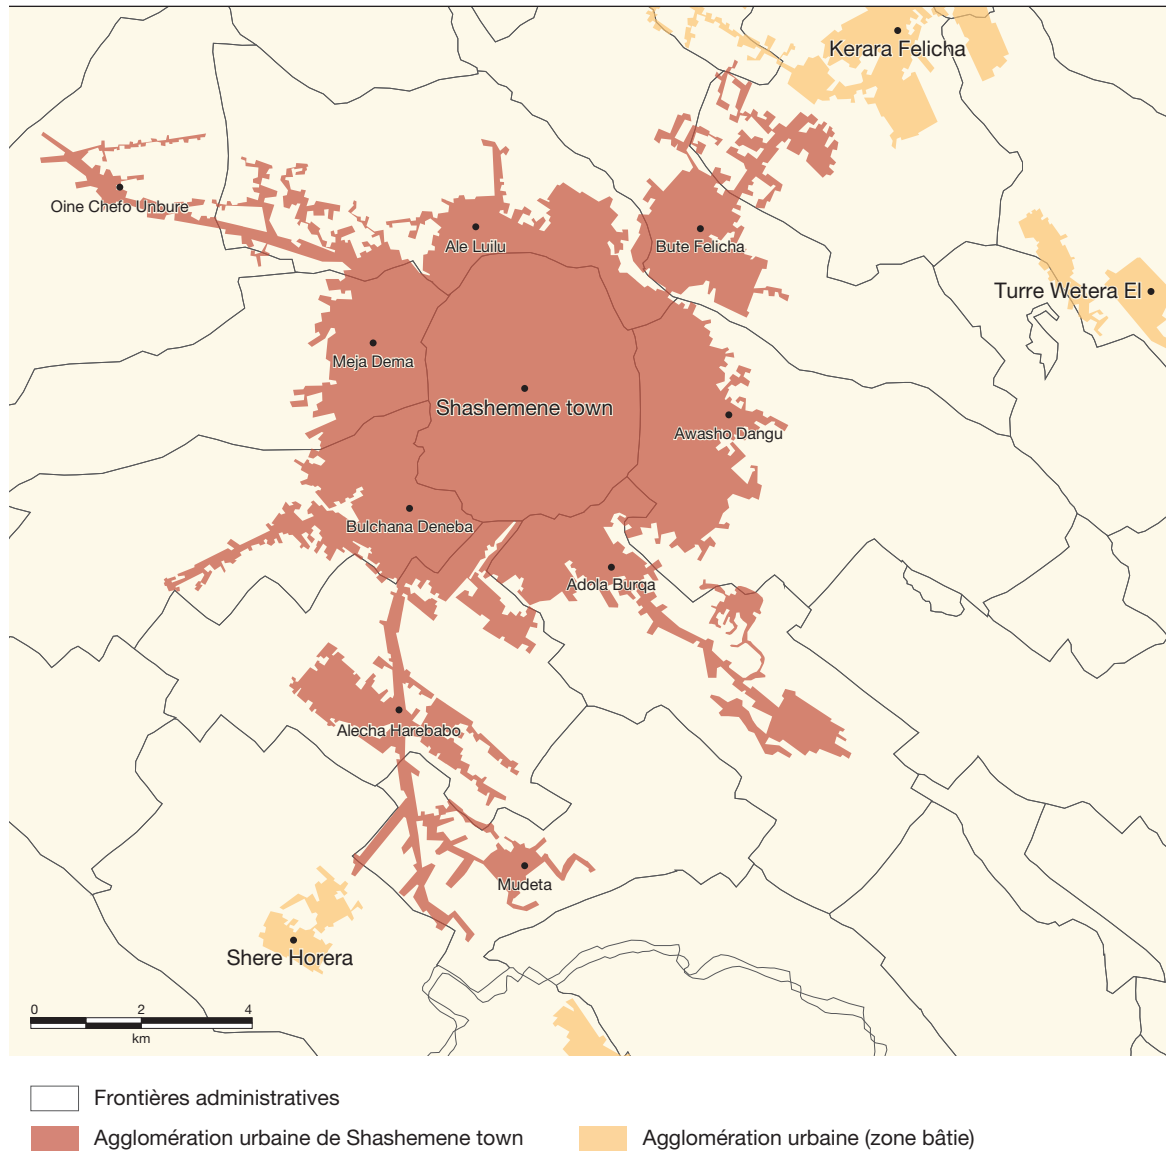 Kerara Felicha
Oine Chefo Unbure
Ale Luilu
Bute Felicha
Turre Wetera El
Meja Dema
Shashemene town
Awasho Dangu
Bulchana Deneba
Adola Burqa
Alecha Harebabo
Mudeta
Shere Horera
0 2 4
km
Frontières administratives
Agglomération urbaine de Shashemene town
Agglomération urbaine (zone bâtie)